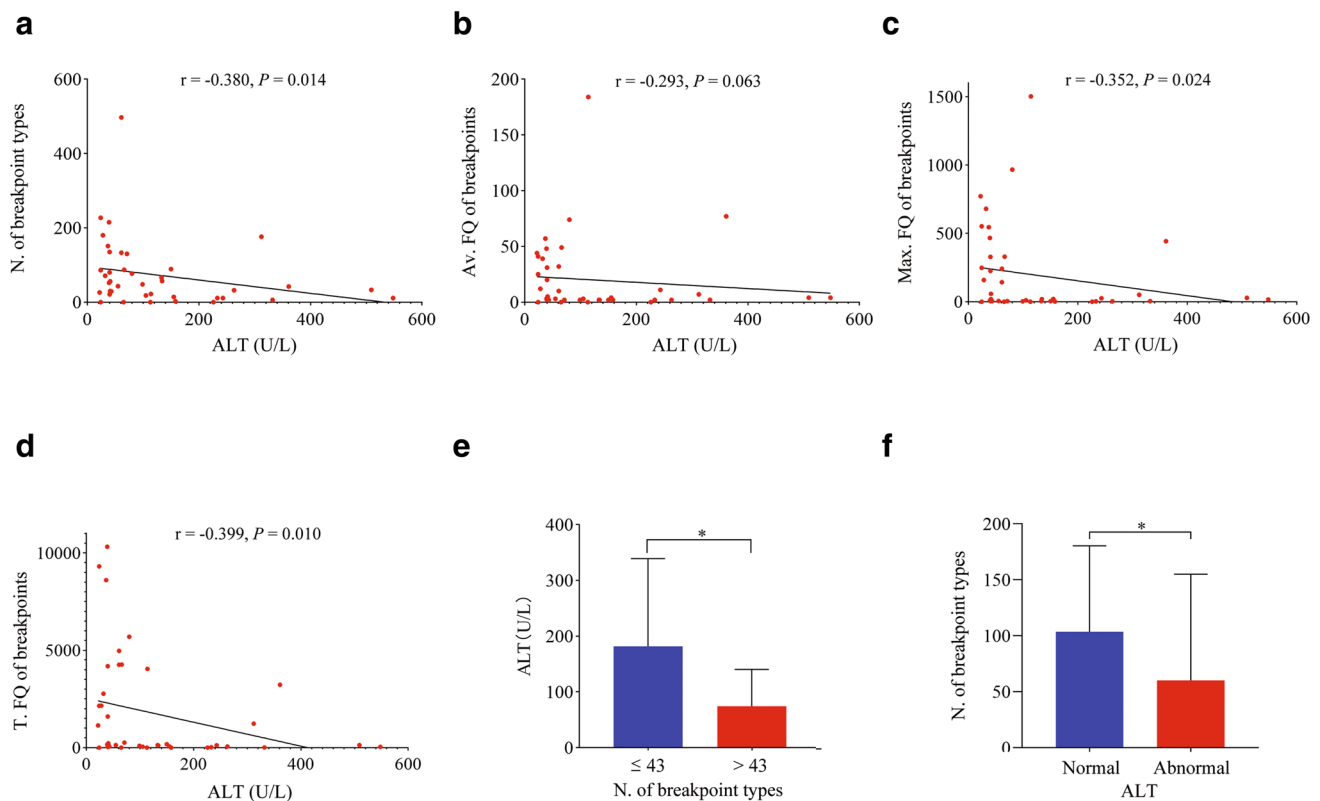 a
r = -0.380, P = 0.014
N. of breakpoint types
600
400
200
0
0 200 400 600
ALT (U/L)
b
r = -0.293, P = 0.063
Av. FQ of breakpoints
200
150
100
50
0
0 200 400 600
ALT (U/L)
c
r = -0.352, P = 0.024
Max. FQ of breakpoints
1500
1000
500
0
0 200 400 600
ALT (U/L)
d
r = -0.399, P = 0.010
T. FQ of breakpoints
10000
5000
0
0 200 400 600
ALT (U/L)
e
*
ALT (U/L)
400
300
200
100
0
≤ 43 > 43
N. of breakpoint types
f
*
N. of breakpoint types
200
150
100
50
0
Normal Abnormal
ALT